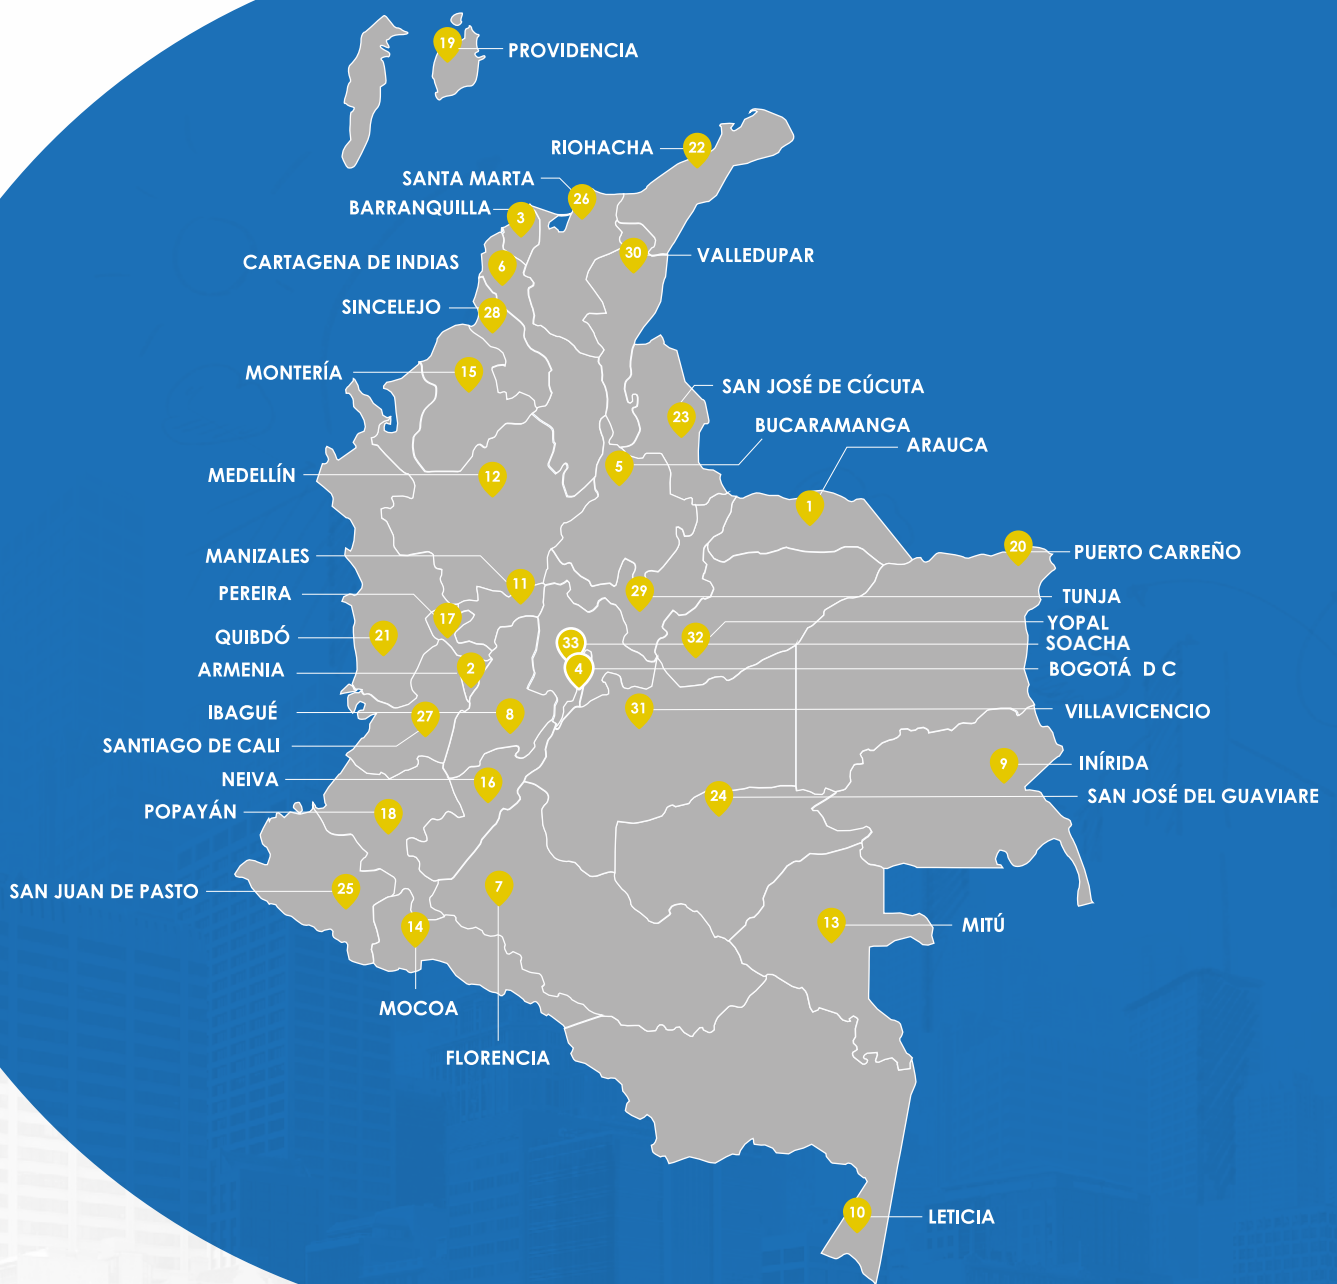 19
PROVIDENCIA
RIOHACHA
22
SANTA MARTA
26
BARRANQUILLA
3
30
VALLEDUPAR
CARTAGENA DE INDIAS
6
SINCELEJO
28
MONTERÍA
15
SAN JOSÉ DE CÚCUTA
23
BUCARAMANGA
5
ARAUCA
1
MEDELLÍN
12
20
PUERTO CARREÑO
MANIZALES
11
29
TUNJA
PEREIRA
17
32
YOPAL
QUIBDÓ
21
33
SOACHA
ARMENIA
2
4
BOGOTÁ D C
IBAGUÉ
8
31
VILLAVICENCIO
27
SANTIAGO DE CALI
9
INÍRIDA
NEIVA
16
24
SAN JOSÉ DEL GUAVIARE
POPAYÁN
18
SAN JUAN DE PASTO
25
7
14
13
MITÚ
MOCOA
FLORENCIA
10
LETICIA